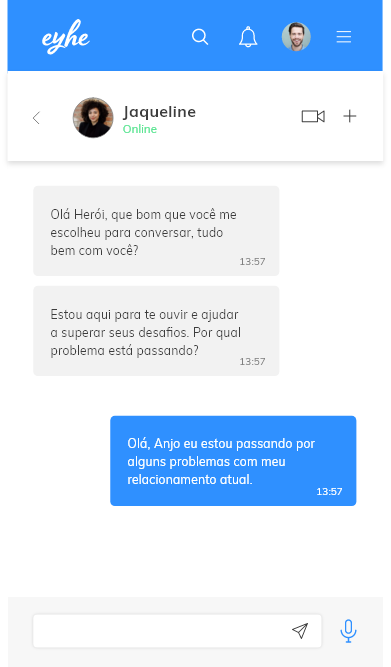 eyhe
Jaqueline
Online
Olá Herói, que bom que você me
escolheu para conversar, tudo
bem com você?
13:57
Estou aqui para te ouvir e ajudar
a superar seus desafios. Por qual
problema está passando?
13:57
Olá, Anjo eu estou passando por
alguns problemas com meu
relacionamento atual.
13:57